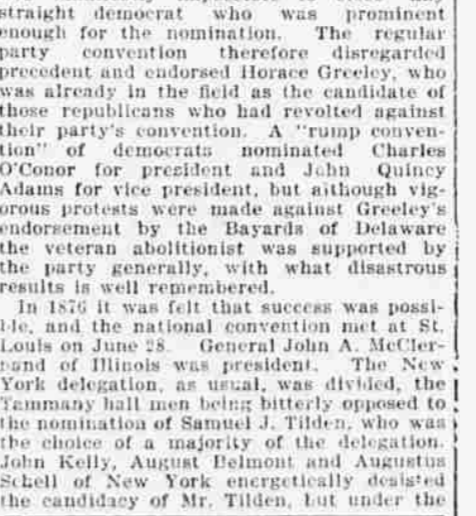 straight democrat who was prominent
enough for the nomination. The regular
party convention therefore disregarded
precedent and endorsed Horace Greeley, who
was already in the field as the candidate of
those republicans who had revolted against
their party's convention. A "rump conven-
tion" of democrats nominated Charles
O'Conor for president and John Quincy
Adams for vice president, but although vig-
orous protests were made against Greeley's
endorsement by the Bayards of Delaware
the veteran abolitionist was supported by
the party generally, with what disastrous
results is well remembered.
In 1876 it was felt that success was possi-
ble, and the national convention met at St.
Louis on June 28. General John A. McCler-
nand of Illinois was president. The New
York delegation, as usual, was divided, the
Tammany hall men being bitterly opposed to
the nomination of Samuel J. Tilden, who was
the choice of a majority of the delegation.
John Kelly, August Belmont and Augustus
Schell of New York energetically desisted
the candidacy of Mr. Tilden, but under the